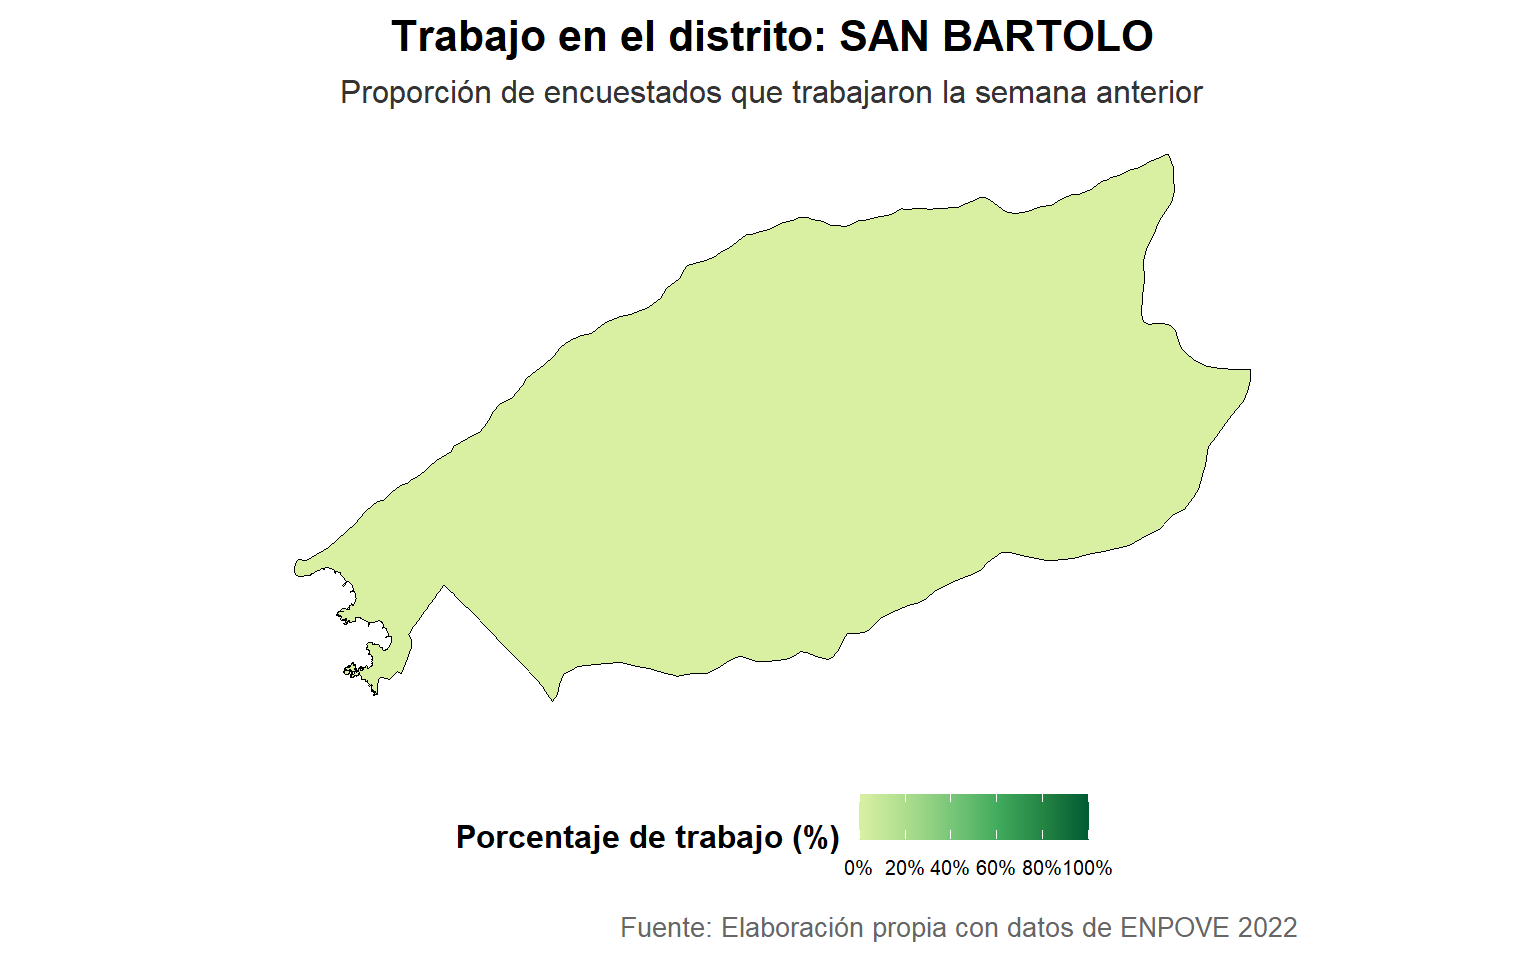 Trabajo en el distrito: SAN BARTOLO
Proporción de encuestados que trabajaron la semana anterior
Porcentaje de trabajo (%)
0% 20% 40% 60% 80% 100%
Fuente: Elaboración propia con datos de ENPOVE 2022